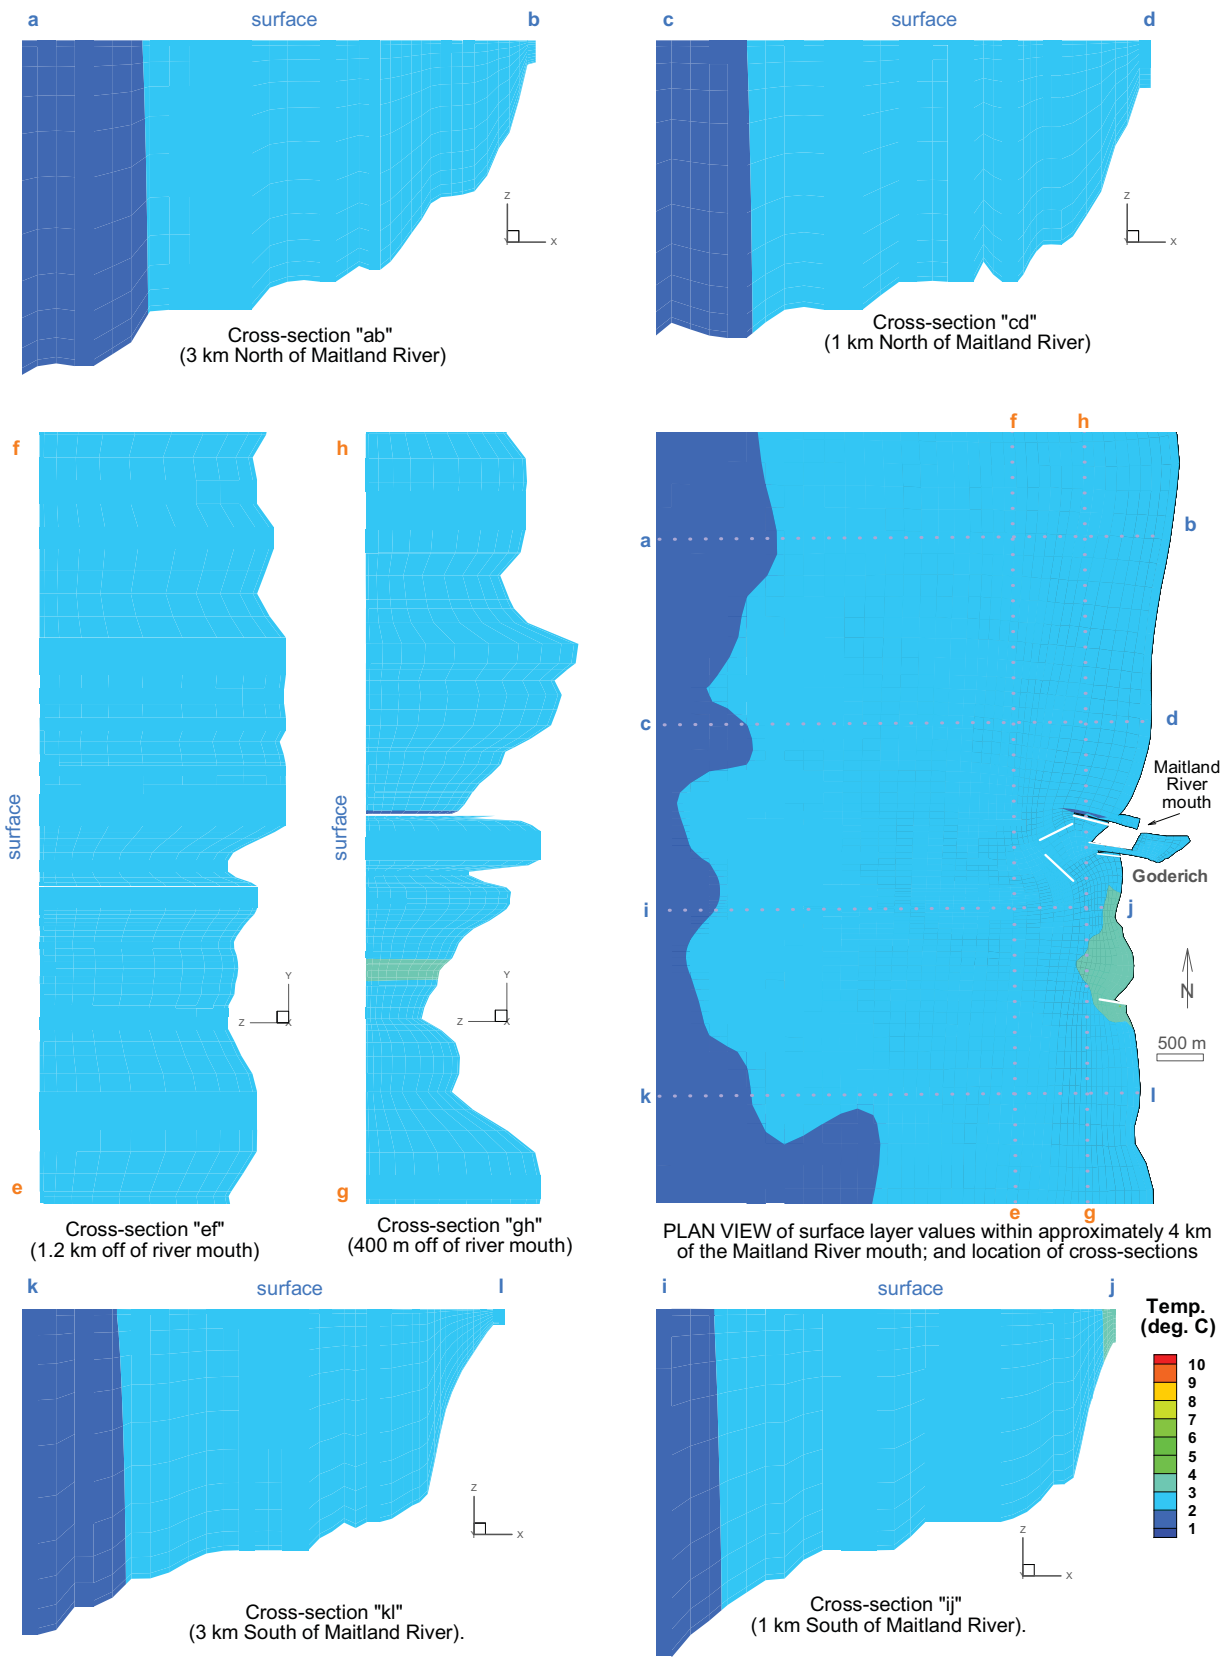 a surface b
c surface d
Z
X
Y
Z
X
Y
Cross-section "ab"
(3 km North of Maitland River)
Cross-section "cd"
(1 km North of Maitland River)
f
h
f h
surface
surface
Y
Z X
Y
Z X
e
g
a
b
c
d
Maitland
River
mouth
Goderich
i
j
N
500 m
k
l
e g
Cross-section "ef"
(1.2 km off of river mouth)
Cross-section "gh"
(400 m off of river mouth)
PLAN VIEW of surface layer values within approximately 4 km
of the Maitland River mouth; and location of cross-sections
k surface l
i surface j
Z
X
Y
Z
X
Y
Cross-section "kl"
(3 km South of Maitland River).
Cross-section "ij"
(1 km South of Maitland River).
Temp.
(deg. C)
10
9
8
7
6
5
4
3
2
1